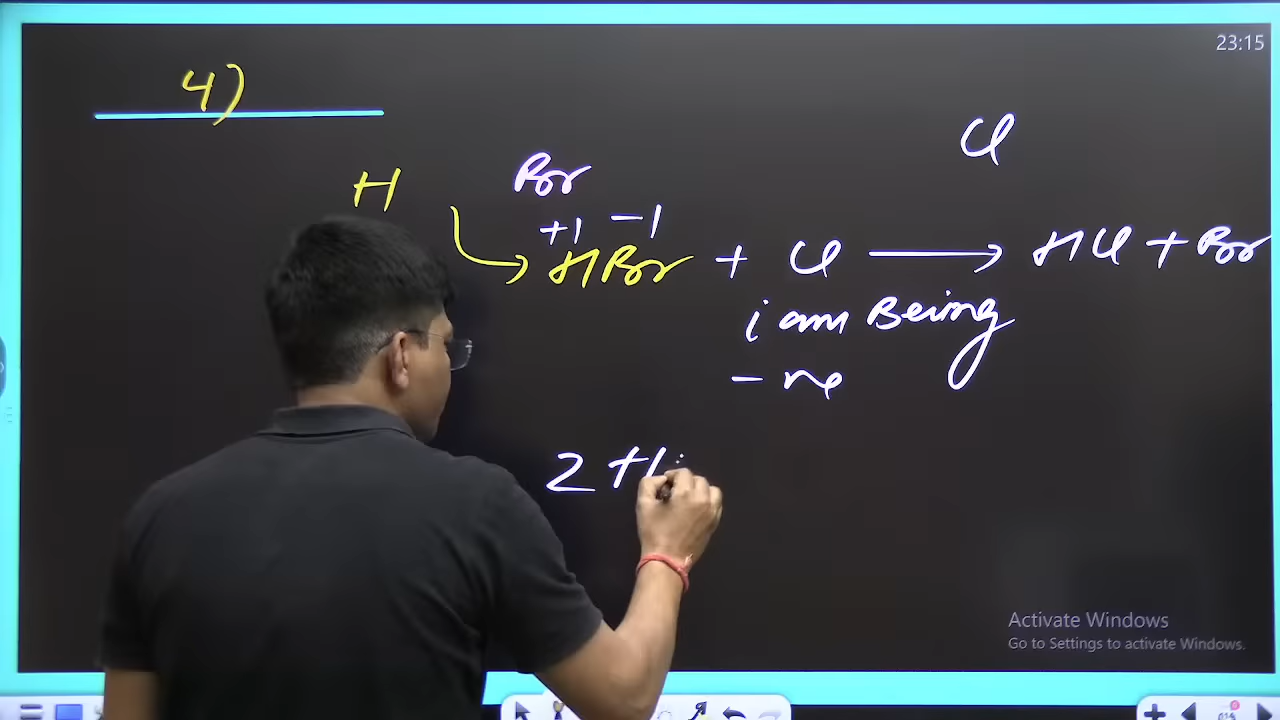 23:15
4)
Cl
H Br
+1 -1
HBr + Cl → HCl + Br
i am Being
-ve
2 H
Activate Windows
Go to Settings to activate Windows.